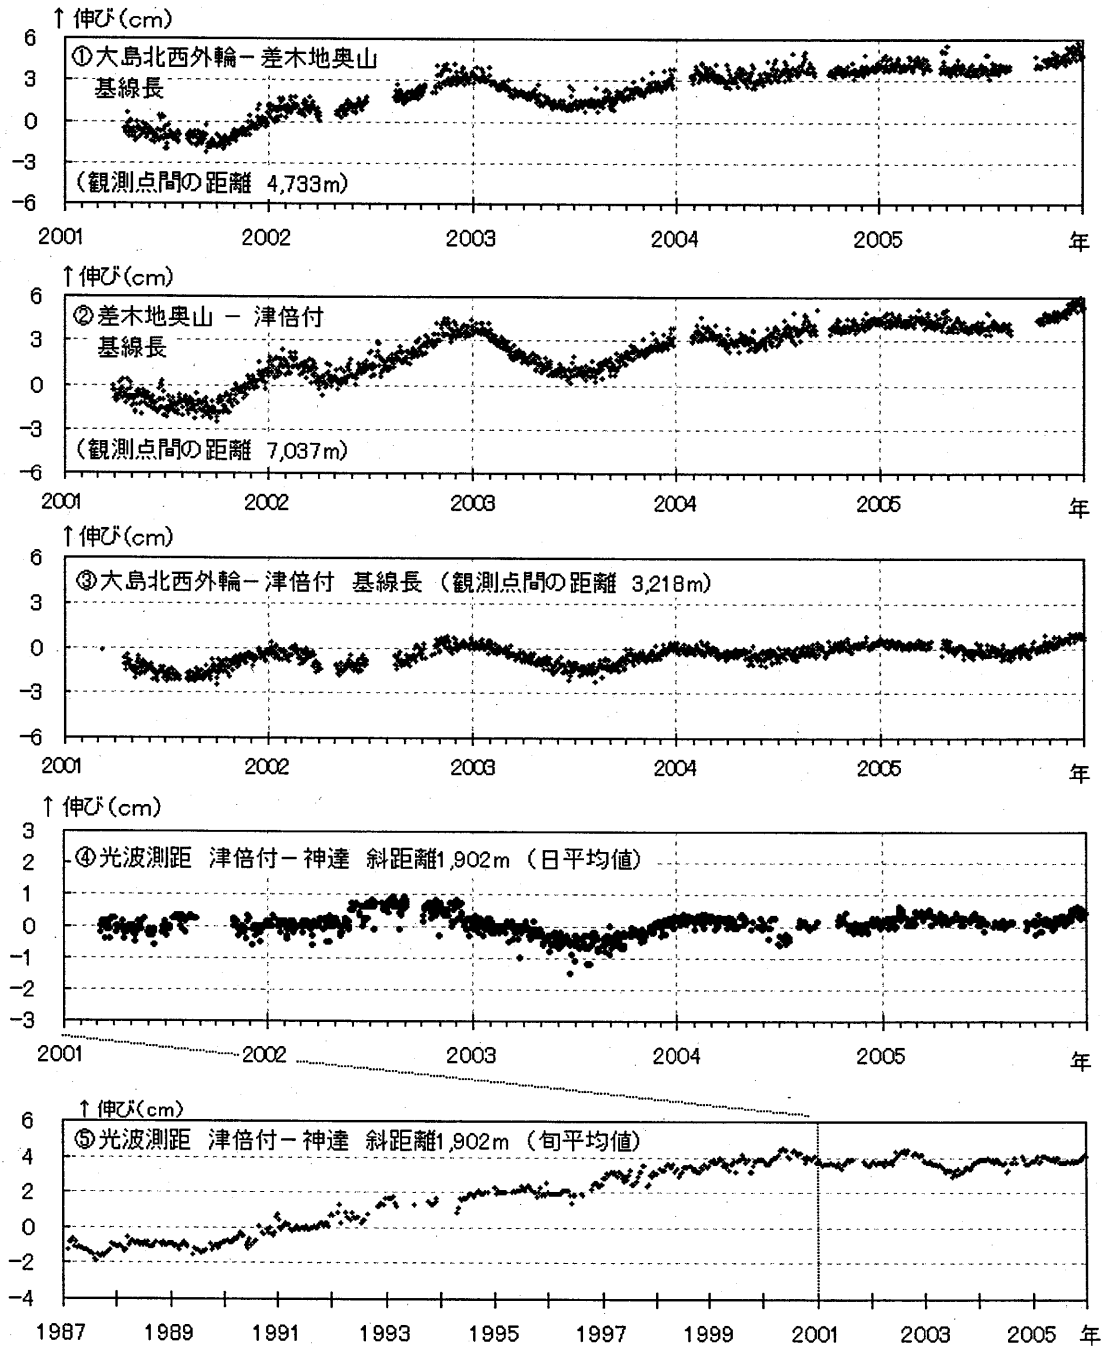 ↑伸び(cm)
6
3
0
-3
-6
①大島北西外輪－差木地奥山
基線長
(観測点間の距離 4,733m)
2001 2002 2003 2004 2005 年
↑伸び(cm)
6
3
0
-3
-6
②差木地奥山 － 津倍付
基線長
(観測点間の距離 7,037m)
2001 2002 2003 2004 2005 年
↑伸び(cm)
6
3
0
-3
-6
③大島北西外輪－津倍付 基線長 (観測点間の距離 3,218m)
2001 2002 2003 2004 2005 年
↑伸び(cm)
3
2
1
0
-1
-2
-3
④光波測距 津倍付－神達 斜距離1,902m (日平均値)
2001 2002 2003 2004 2005 年
↑伸び(cm)
6
4
2
0
-2
-4
⑤光波測距 津倍付－神達 斜距離1,902m (旬平均値)
1987 1989 1991 1993 1995 1997 1999 2001 2003 2005 年